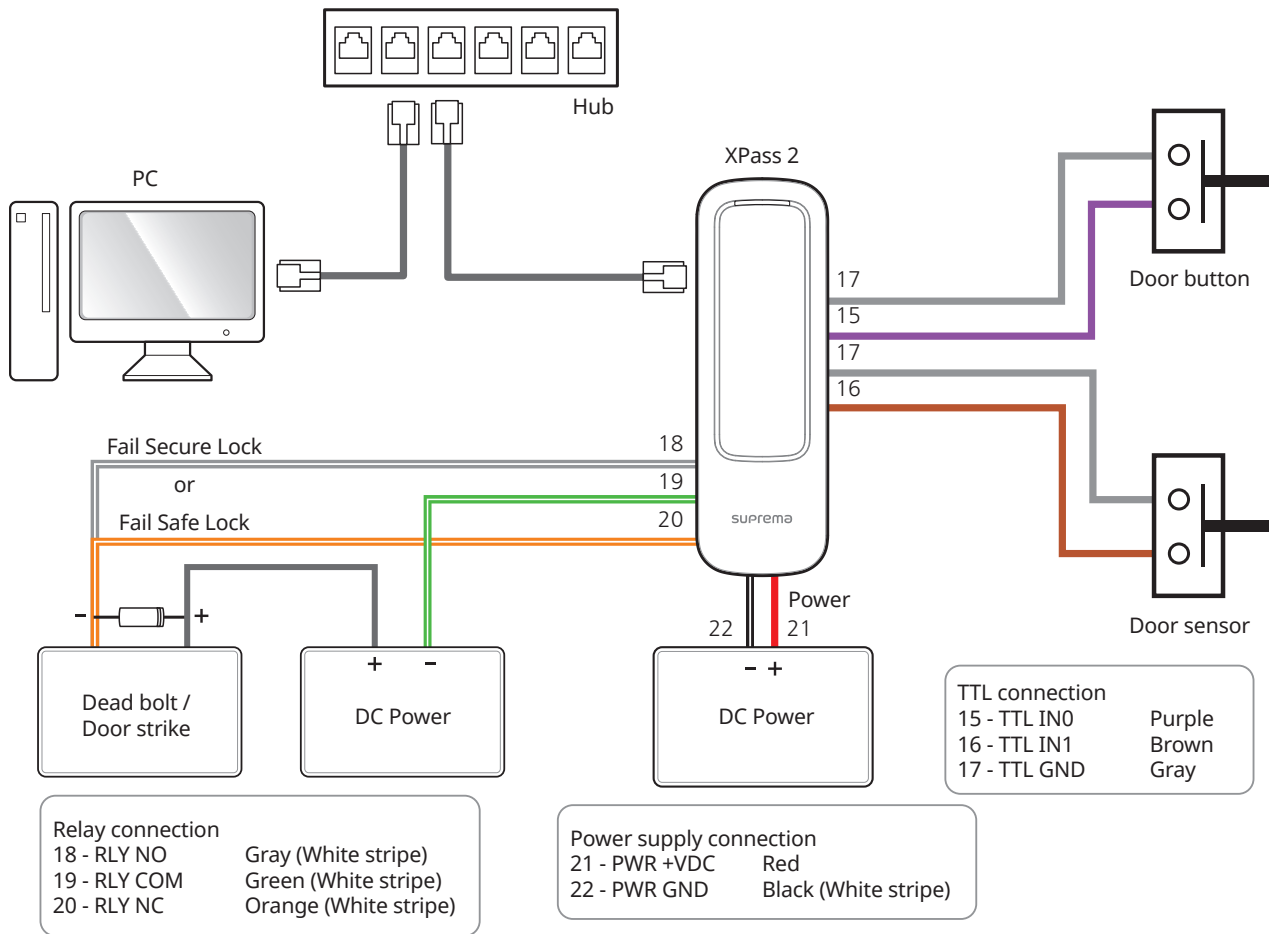 Hub
XPass 2
PC
17
15
17
16
Door button
Fail Secure Lock
18
or
19
Fail Safe Lock
20
suprema
- +
Power
22 21
Door sensor
+ -
- +
Dead bolt /
Door strike
DC Power
DC Power
TTL connection
15 - TTL IN0 Purple
16 - TTL IN1 Brown
17 - TTL GND Gray
Relay connection
18 - RLY NO Gray (White stripe)
19 - RLY COM Green (White stripe)
20 - RLY NC Orange (White stripe)
Power supply connection
21 - PWR +VDC Red
22 - PWR GND Black (White stripe)